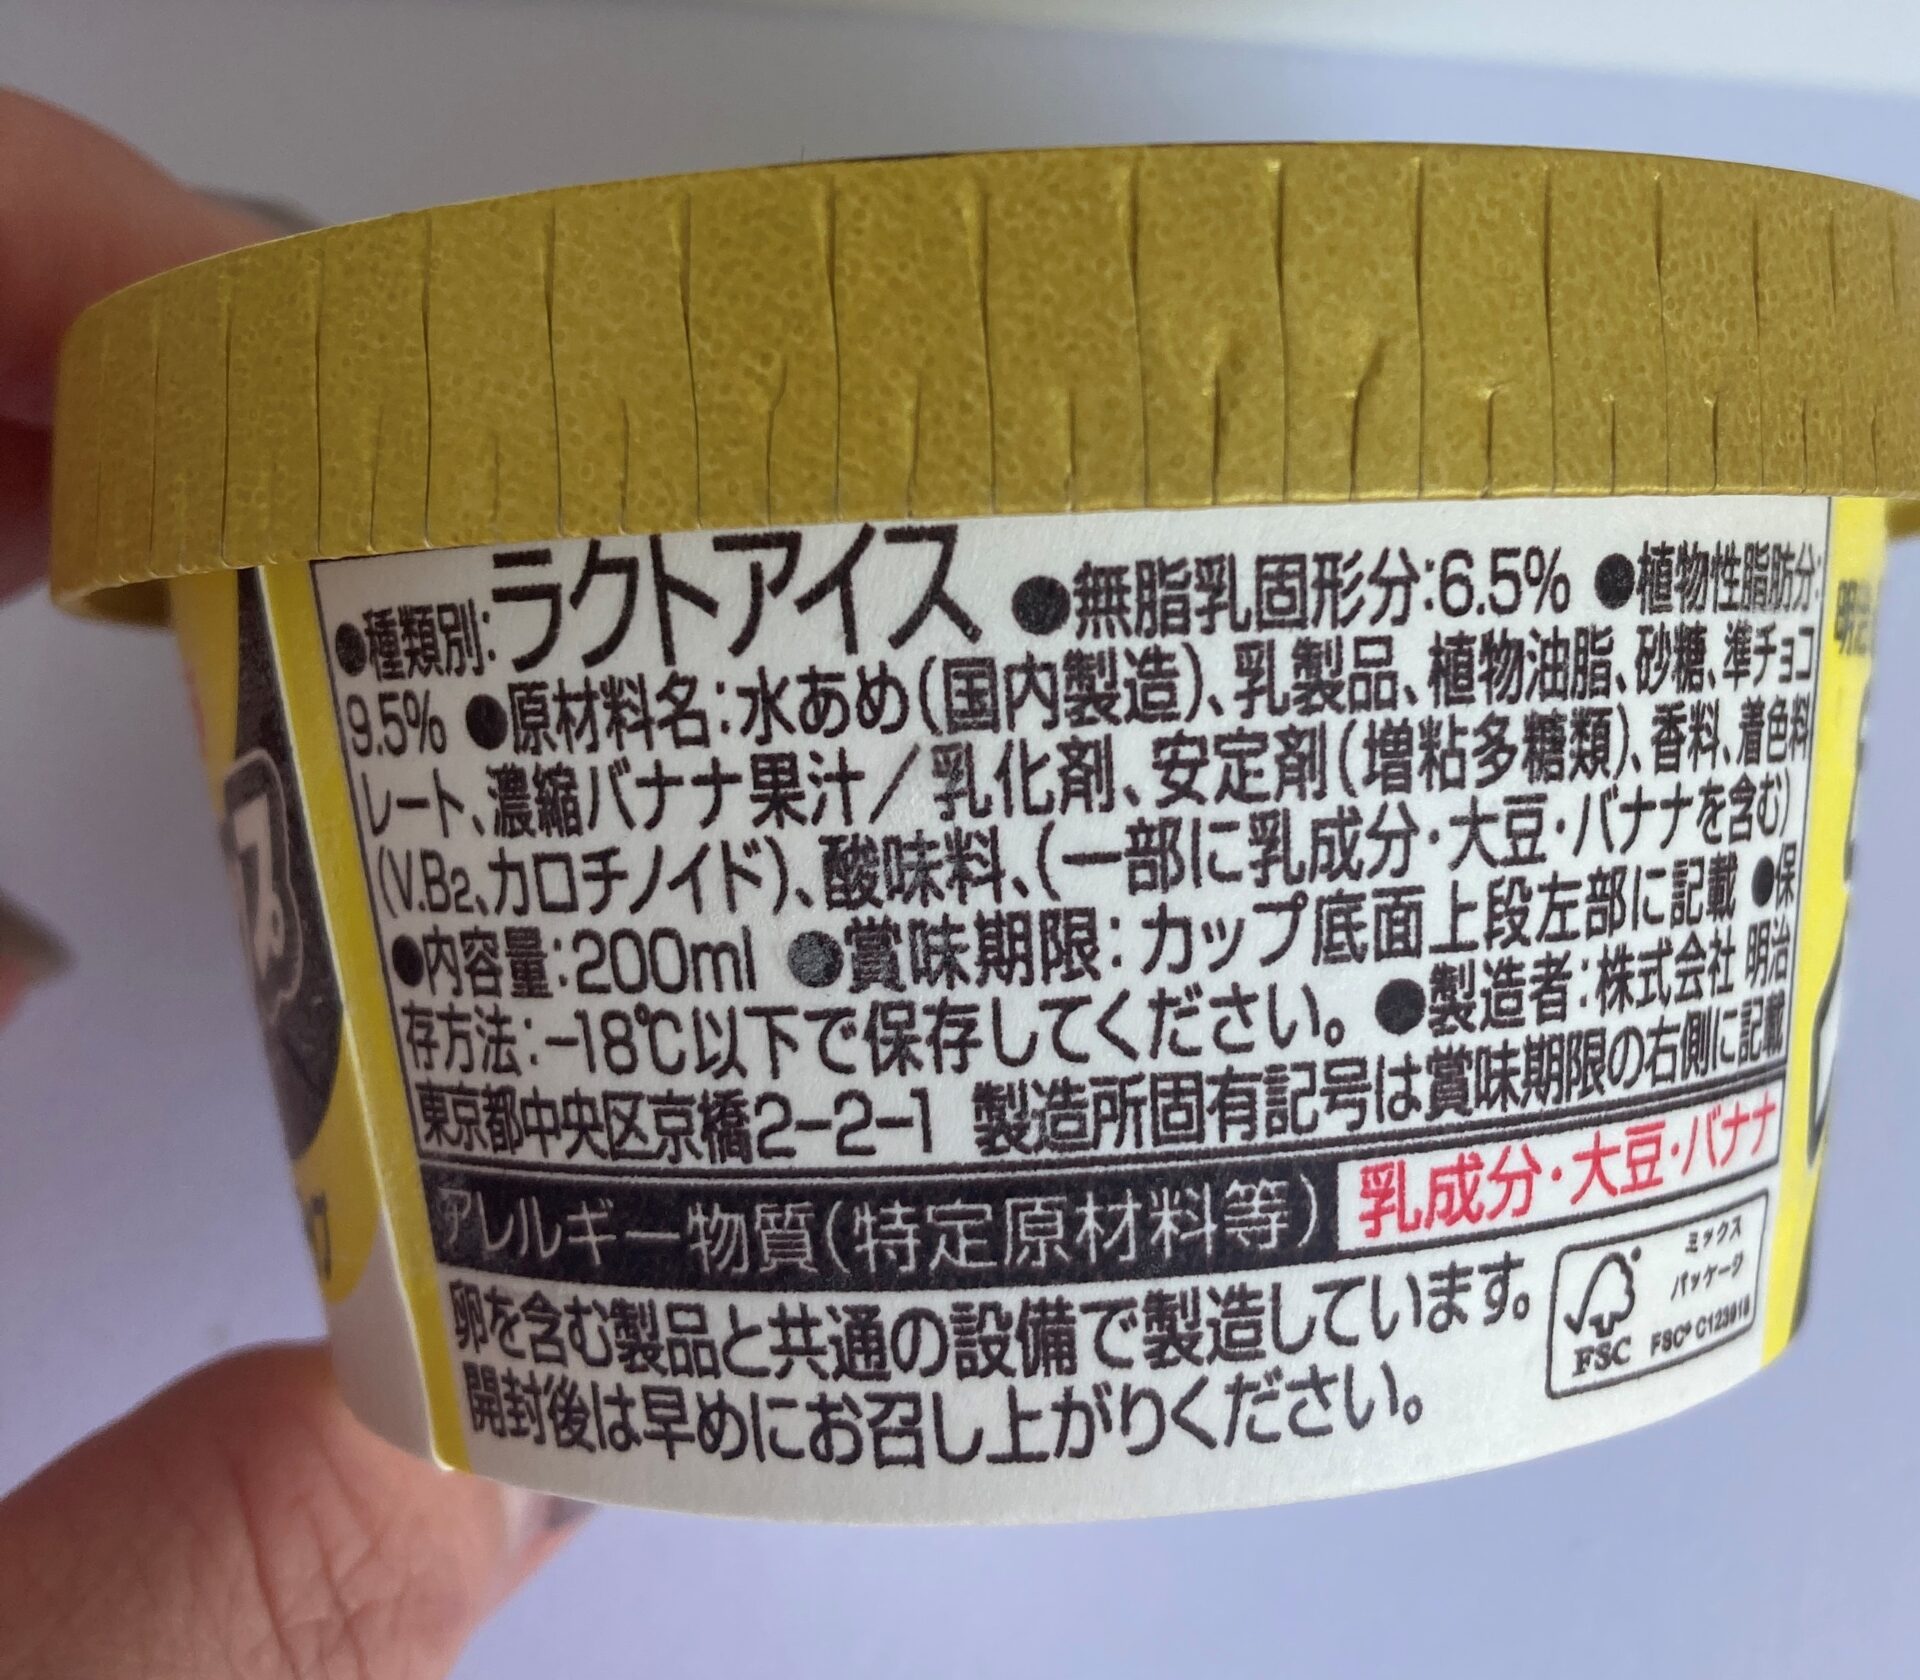 ●種類別:ラクトアイス ●無脂乳固形分:6.5% ●植物性脂肪分:
9.5% ●原材料名:水あめ(国内製造)、乳製品、植物油脂、砂糖、準チョコ
レート、濃縮バナナ果汁/乳化剤、安定剤(増粘多糖類)、香料、着色料
(V.B2、カロチノイド)、酸味料、(一部に乳成分・大豆・バナナを含む)
●内容量:200ml ●賞味期限:カップ底面上段左部に記載 ●保
存方法:-18℃以下で保存してください。 ●製造者:株式会社 明治
東京都中央区京橋2-2-1 製造所固有記号は賞味期限の右側に記載
アレルギー物質(特定原材料等) 乳成分・大豆・バナナ
卵を含む製品と共通の設備で製造しています。
開封後は早めにお召し上がりください。
ミックス
パッケージ
FSC
FSC® C123918